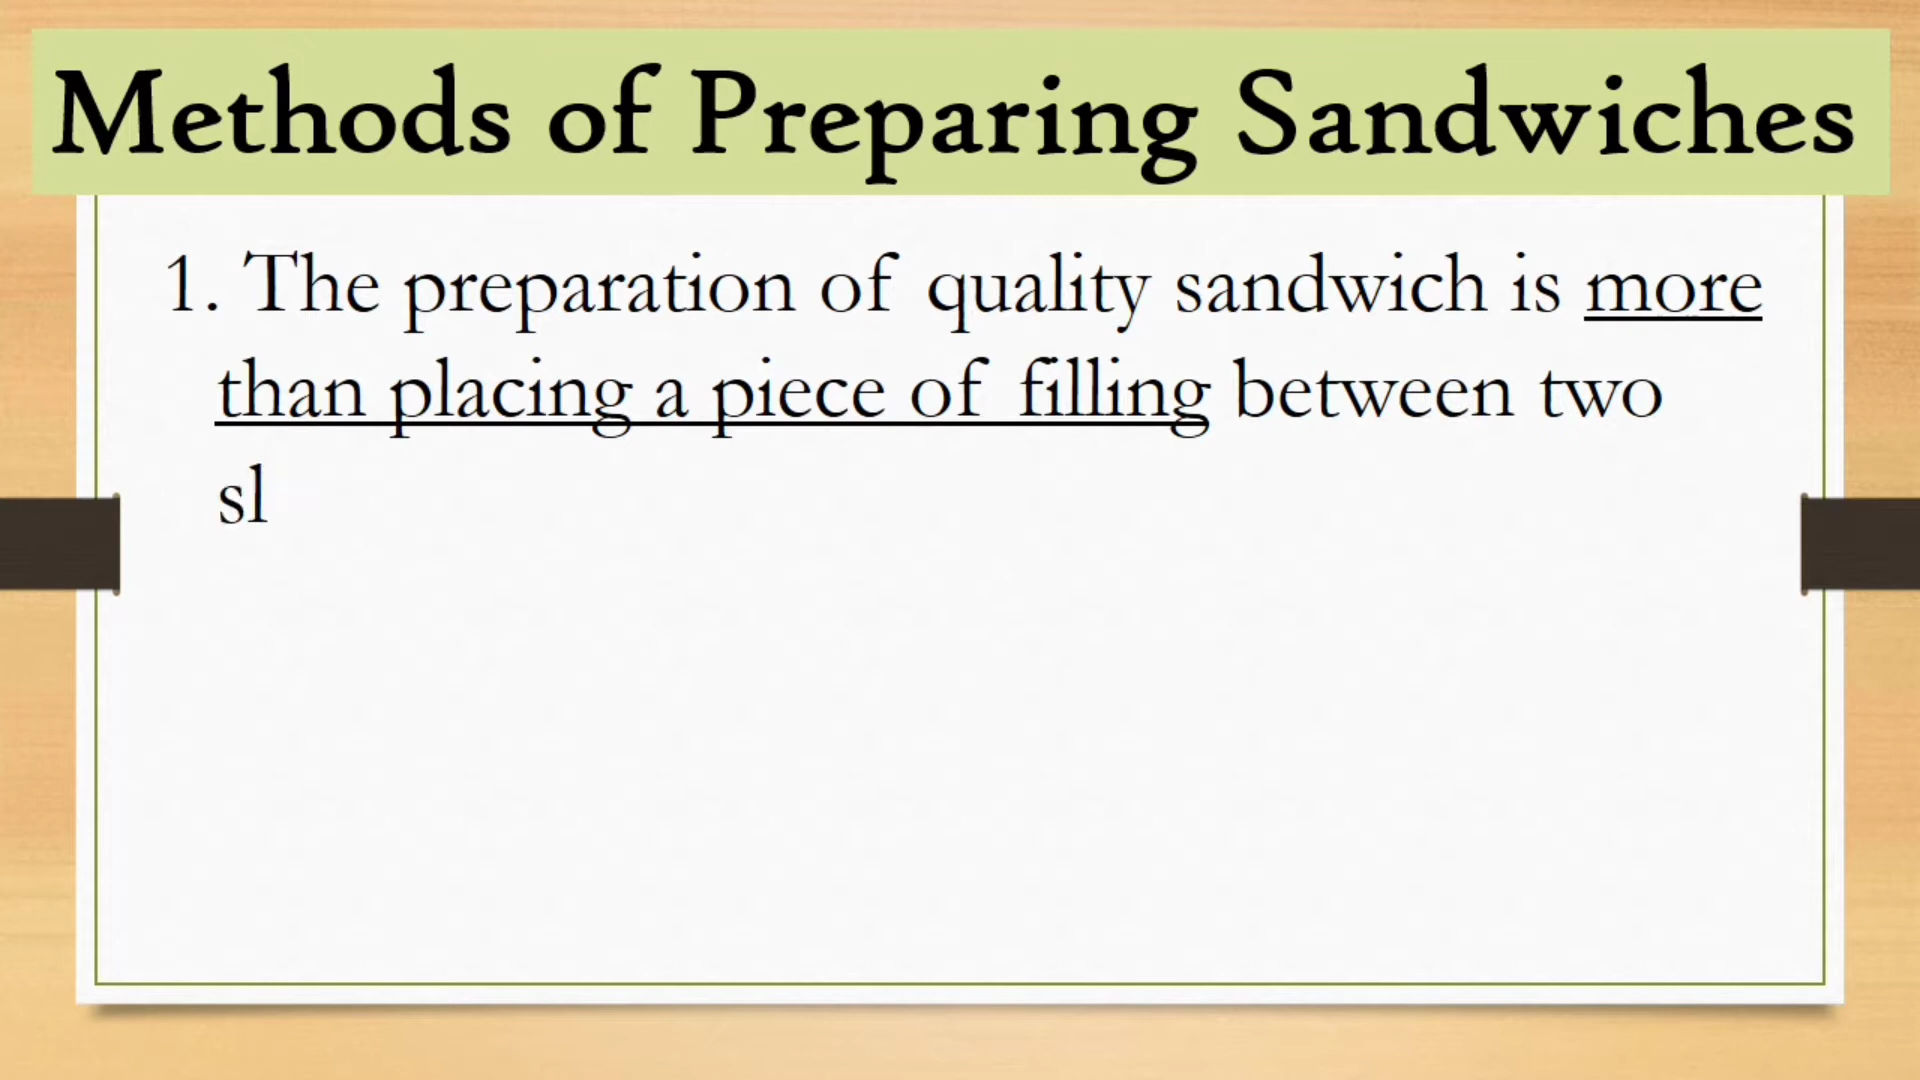 Methods of Preparing Sandwiches
1. The preparation of quality sandwich is more
than placing a piece of filling between two
sl